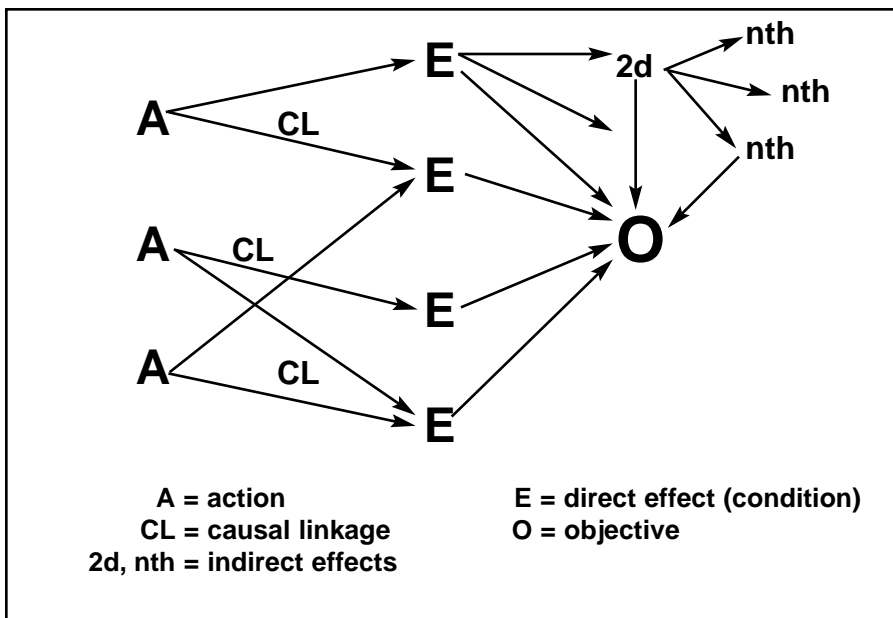 nth
E
2d
nth
A
CL
nth
E
O
A
CL
E
A
CL
E
A = action
E = direct effect (condition)
CL = causal linkage
O = objective
2d, nth = indirect effects